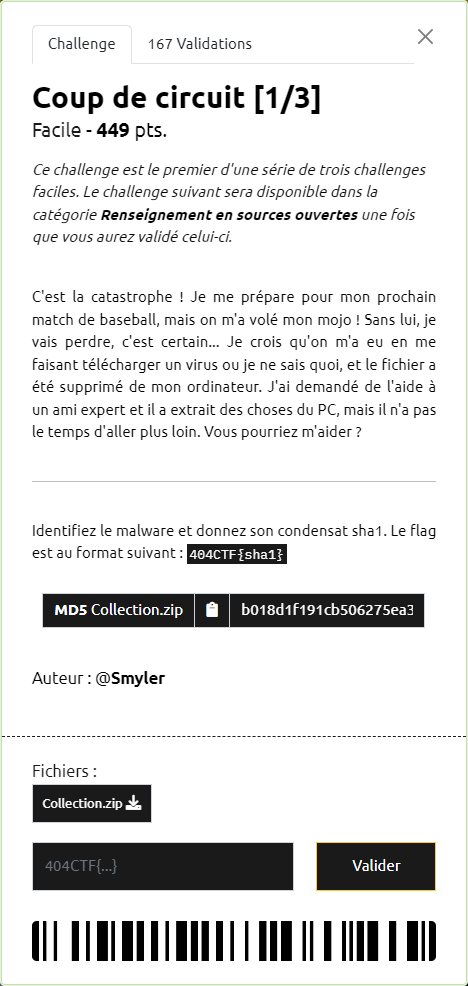 Challenge
167 Validations
Coup de circuit [1/3]
Facile - 449 pts.
Ce challenge est le premier d'une série de trois challenges
faciles. Le challenge suivant sera disponible dans la
catégorie Renseignement en sources ouvertes une fois
que vous aurez validé celui-ci.
C'est la catastrophe ! Je me prépare pour mon prochain
match de baseball, mais on m'a volé mon mojo ! Sans lui, je
vais perdre, c'est certain... Je crois qu'on m'a eu en me
faisant télécharger un virus ou je ne sais quoi, et le fichier a
été supprimé de mon ordinateur. J'ai demandé de l'aide à
un ami expert et il a extrait des choses du PC, mais il n'a pas
le temps d'aller plus loin. Vous pourriez m'aider ?
Identifiez le malware et donnez son condensat sha1. Le flag
est au format suivant : 404CTF{sha1}
MD5 Collection.zip b018d1f191cb506275ea3
Auteur : @Smyler
Fichiers :
Collection.zip
404CTF{...}
Valider